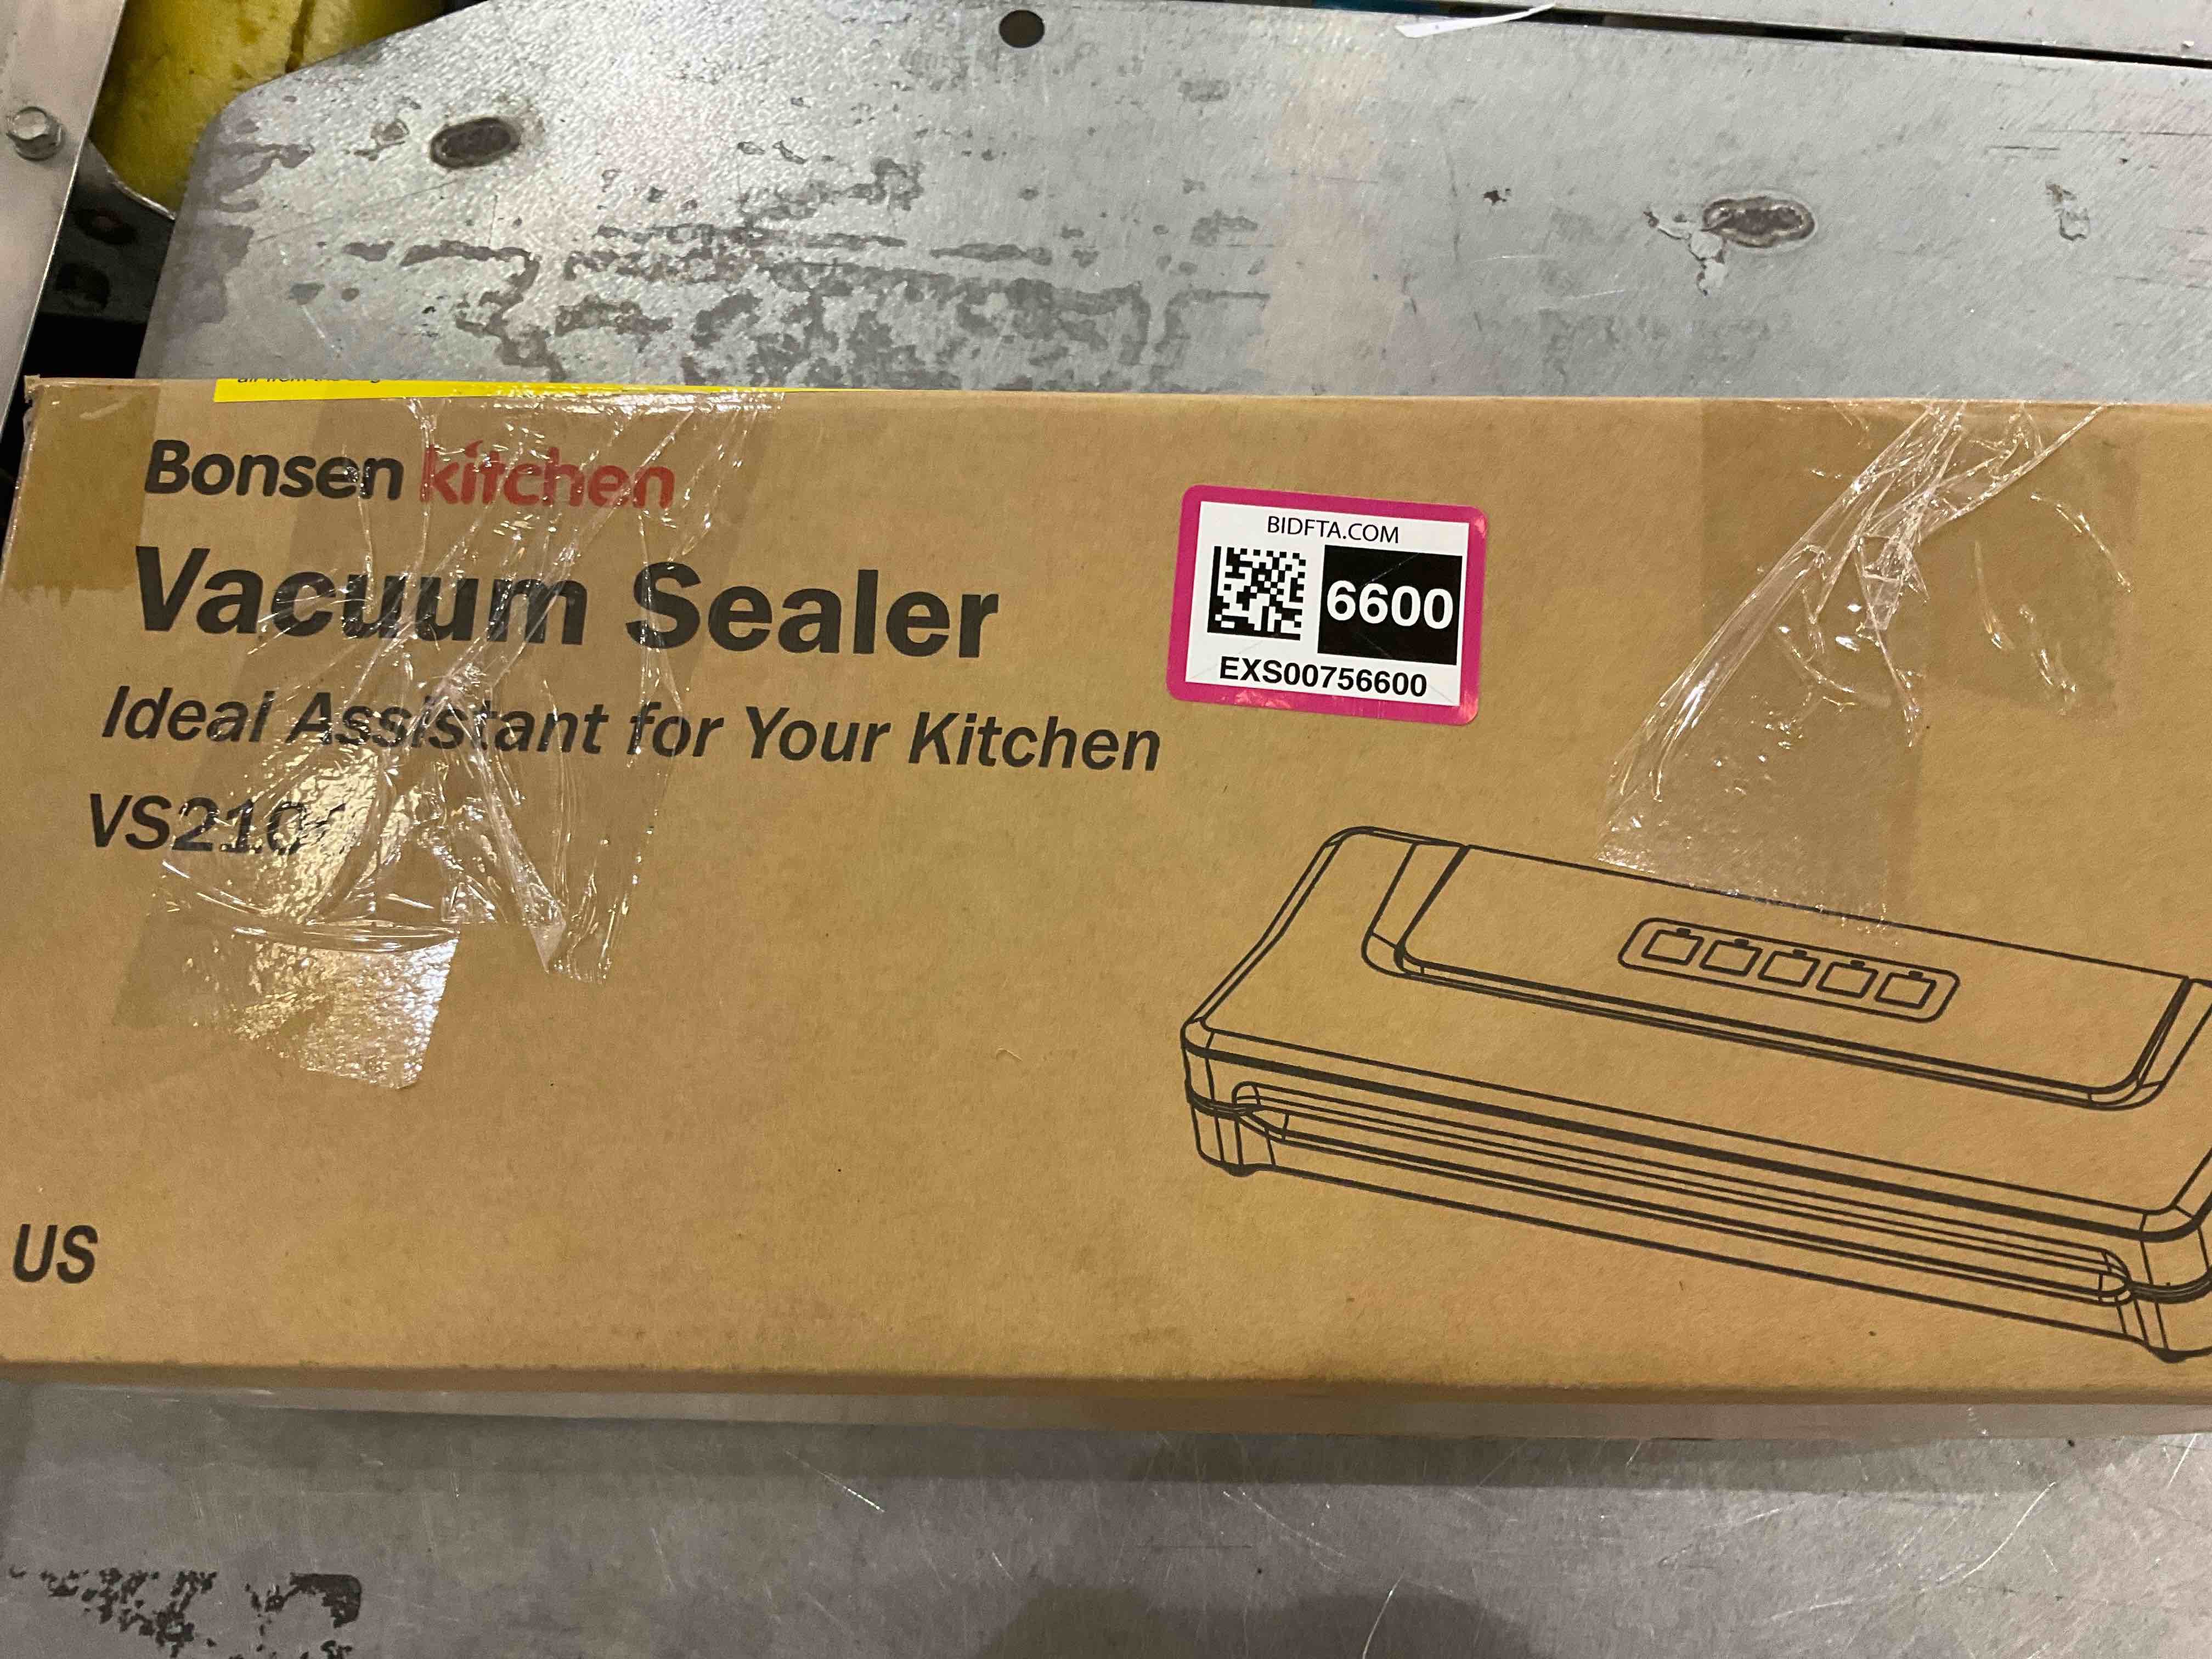 Bonsen kitchen
Vacuum Sealer
Ideal Assistant for Your Kitchen
US
BIDFTA.COM
6600
EXS00756600